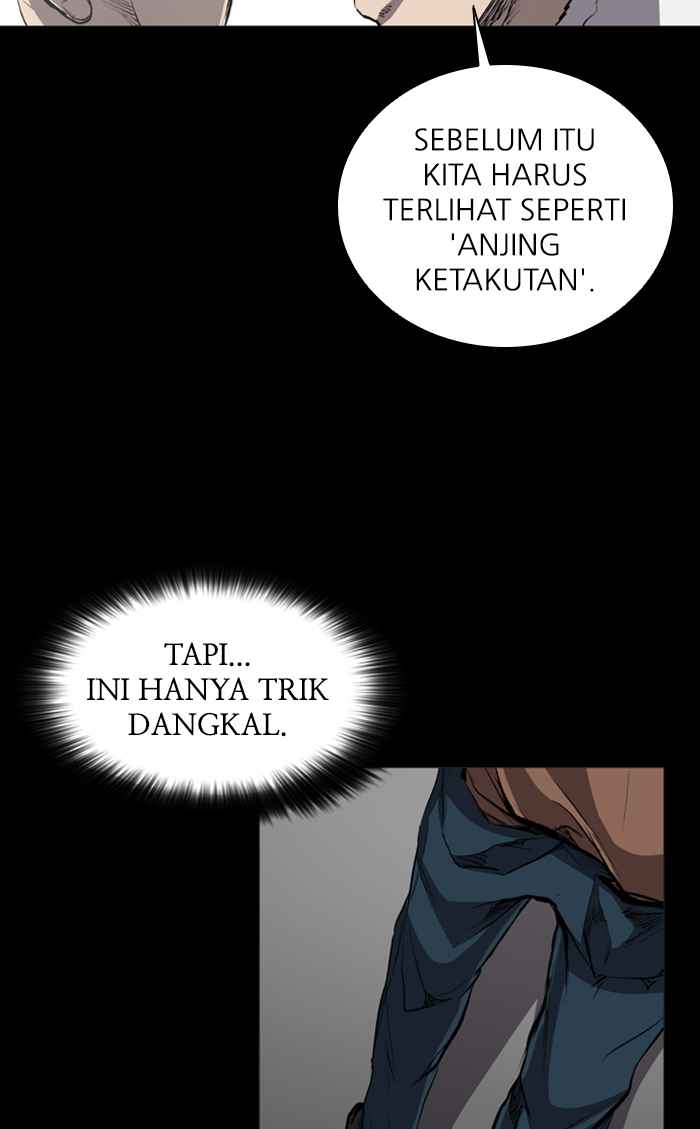 SEBELUM ITU
KITA HARUS
TERLIHAT SEPERTI
'ANJING
KETAKUTAN'.
TAPI...
INI HANYA TRIK
DANGKAL.